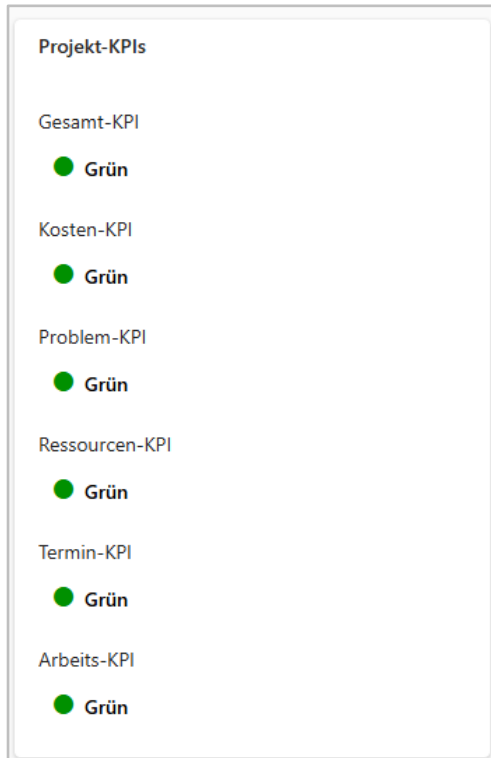 Projekt-KPIs
Gesamt-KPI
Grün
Kosten-KPI
Grün
Problem-KPI
Grün
Ressourcen-KPI
Grün
Termin-KPI
Grün
Arbeits-KPI
Grün